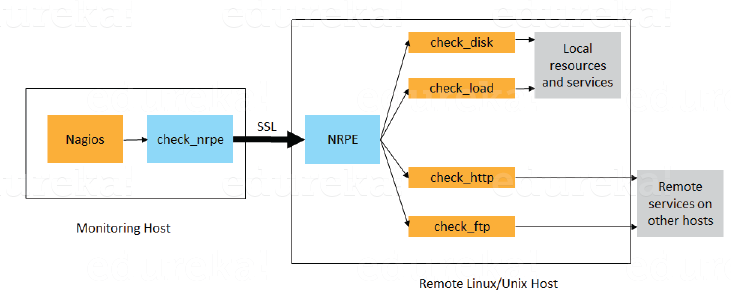 Nagios
check_nrpe
SSL
NRPE
check_disk
check_load
check_http
check_ftp
Local
resources
and services
Remote
services on
other hosts
Monitoring Host
Remote Linux/Unix Host
edureka!